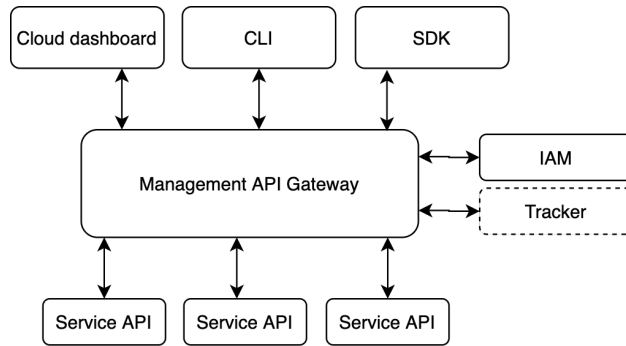 Cloud dashboard
CLI
SDK
Management API Gateway
IAM
Tracker
Service API
Service API
Service API